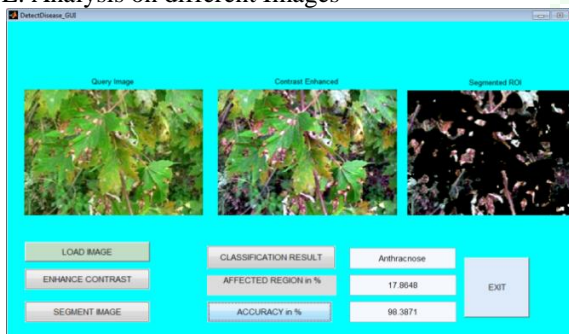 E. Analysis on different Images
DetectDisease_GUI
Query Image
Contrast Enhanced
Segmented ROI
LOAD IMAGE
CLASSIFICATION RESULT
Anthracnose
ENHANCE CONTRAST
AFFECTED REGION in %
17.8648
EXIT
SEGMENT IMAGE
ACCURACY in %
98.3871